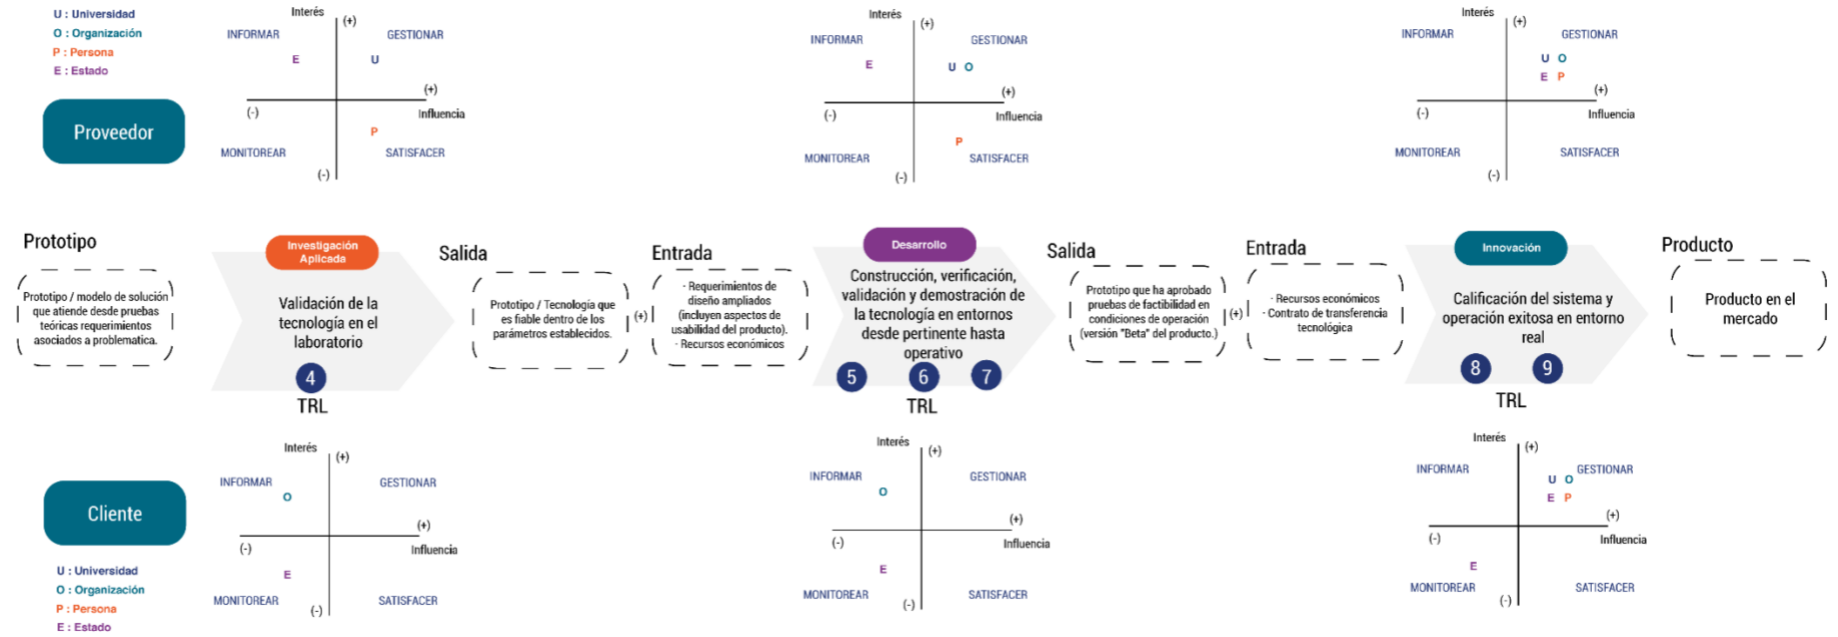 U : Universidad
O : Organización
P : Persona
E : Estado
Proveedor
Interés
(+)
INFORMAR
GESTIONAR
E
U
(+)
(-)
Influencia
P
MONITOREAR
SATISFACER
(-)
Interés
(+)
INFORMAR
GESTIONAR
E
U O
(+)
(-)
Influencia
P
MONITOREAR
SATISFACER
(-)
Interés
(+)
INFORMAR
GESTIONAR
U O
E P
(+)
(-)
Influencia
MONITOREAR
SATISFACER
(-)
Prototipo
Prototipo / modelo de solución
que atiende desde pruebas
teóricas requerimientos
asociados a problematica.
Investigación
Aplicada
Validación de la
tecnología en el
laboratorio
4
TRL
Salida
Prototipo / Tecnología que
es fiable dentro de los
parámetros establecidos.
(+)
Entrada
- Requerimientos de
diseño ampliados
(incluyen aspectos de
usabilidad del producto).
- Recursos económicos
Desarrollo
Construcción, verificación,
validación y demostración de
la tecnología en entornos
desde pertinente hasta
operativo
5
6
7
TRL
Salida
Prototipo que ha aprobado
pruebas de factibilidad en
condiciones de operación
(versión "Beta" del producto.)
(+)
Entrada
- Recursos económicos
- Contrato de transferencia
tecnológica
Innovación
Calificación del sistema y
operación exitosa en entorno
real
8
9
TRL
Producto
Producto en el
mercado
Cliente
U : Universidad
O : Organización
P : Persona
E : Estado
Interés
(+)
INFORMAR
GESTIONAR
O
(+)
(-)
Influencia
E
MONITOREAR
SATISFACER
(-)
Interés
(+)
INFORMAR
GESTIONAR
O
(+)
(-)
Influencia
E
MONITOREAR
SATISFACER
(-)
Interés
(+)
INFORMAR
GESTIONAR
U O
E P
(+)
(-)
Influencia
E
MONITOREAR
SATISFACER
(-)